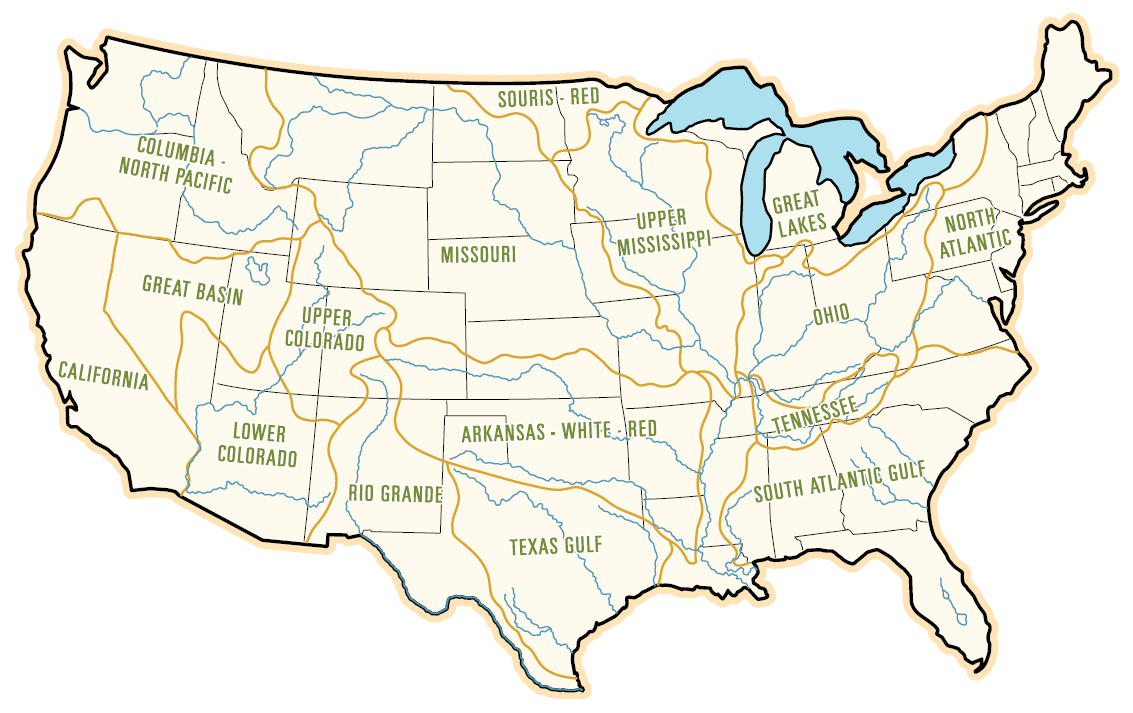 SOURIS - RED
COLUMBIA -
NORTH PACIFIC
GREAT
LAKES
UPPER
MISSISSIPPI
NORTH
ATLANTIC
MISSOURI
GREAT BASIN
UPPER
COLORADO
OHIO
CALIFORNIA
TENNESSEE
LOWER
COLORADO
ARKANSAS - WHITE - RED
RIO GRANDE
SOUTH ATLANTIC GULF
TEXAS GULF